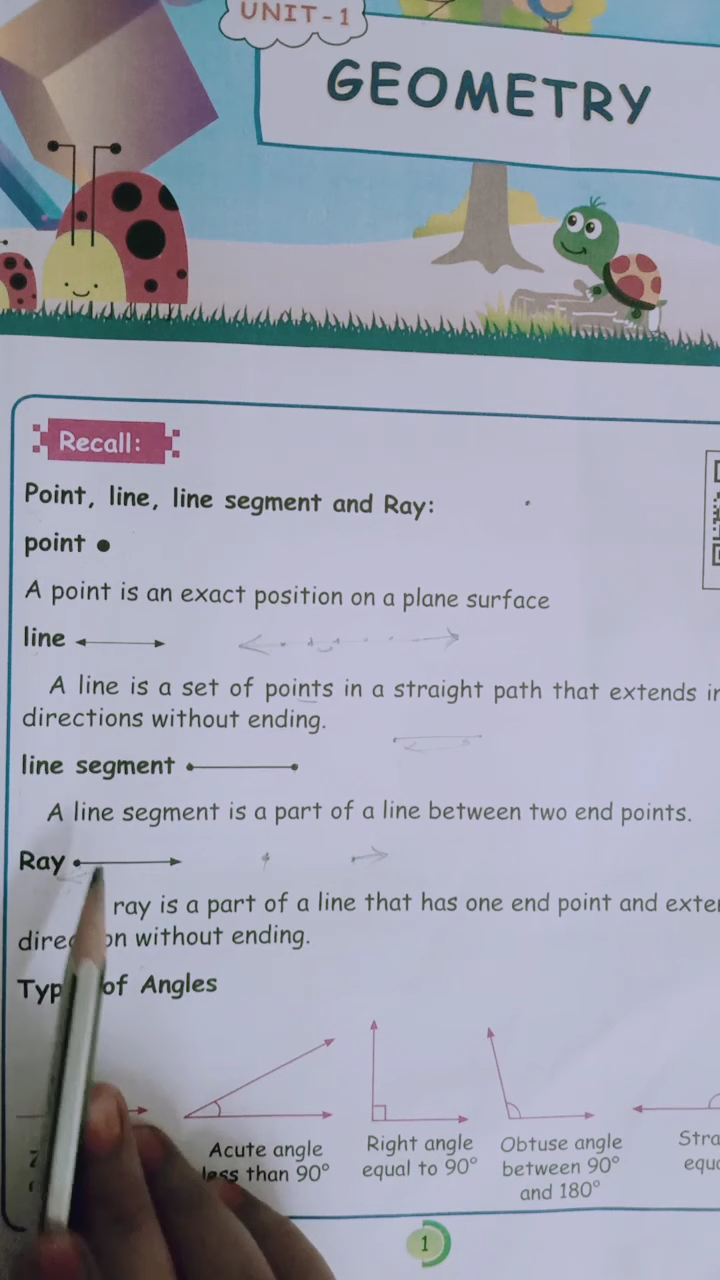 UNIT-1
GEOMETRY
Recall:
Point, line, line segment and Ray:
point
A point is an exact position on a plane surface
line
A line is a set of points in a straight path that extends
directions without ending.
line segment
A line segment is a part of a line between two end points.
Ray
ray is a part of a line that has one end point and
without ending.
of Angles
Acute angle
less than 90°
Right angle
equal to 90°
Obtuse angle
between 90°
and 180°
1